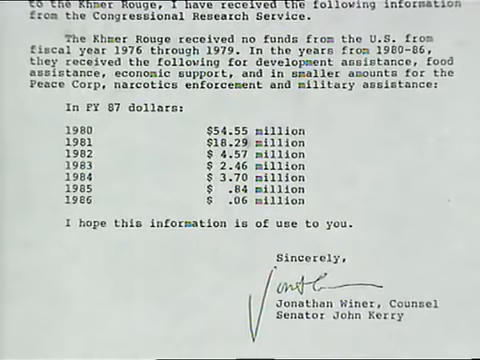 to the Khmer Rouge, I have received the following information
from the Congressional Research Service.
The Khmer Rouge received no funds from the U.S. from
fiscal year 1976 through 1979. In the years from 1980-86,
they received the following for development assistance, food
assistance, economic support, and in smaller amounts for the
Peace Corp, narcotics enforcement and military assistance:
In FY 87 dollars:
1980 $54.55 million
1981 $18.29 million
1982 $ 4.57 million
1983 $ 2.46 million
1984 $ 3.70 million
1985 $ .84 million
1986 $ .06 million
I hope this information is of use to you.
Sincerely,
Jonathan Winer, Counsel
Senator John Kerry